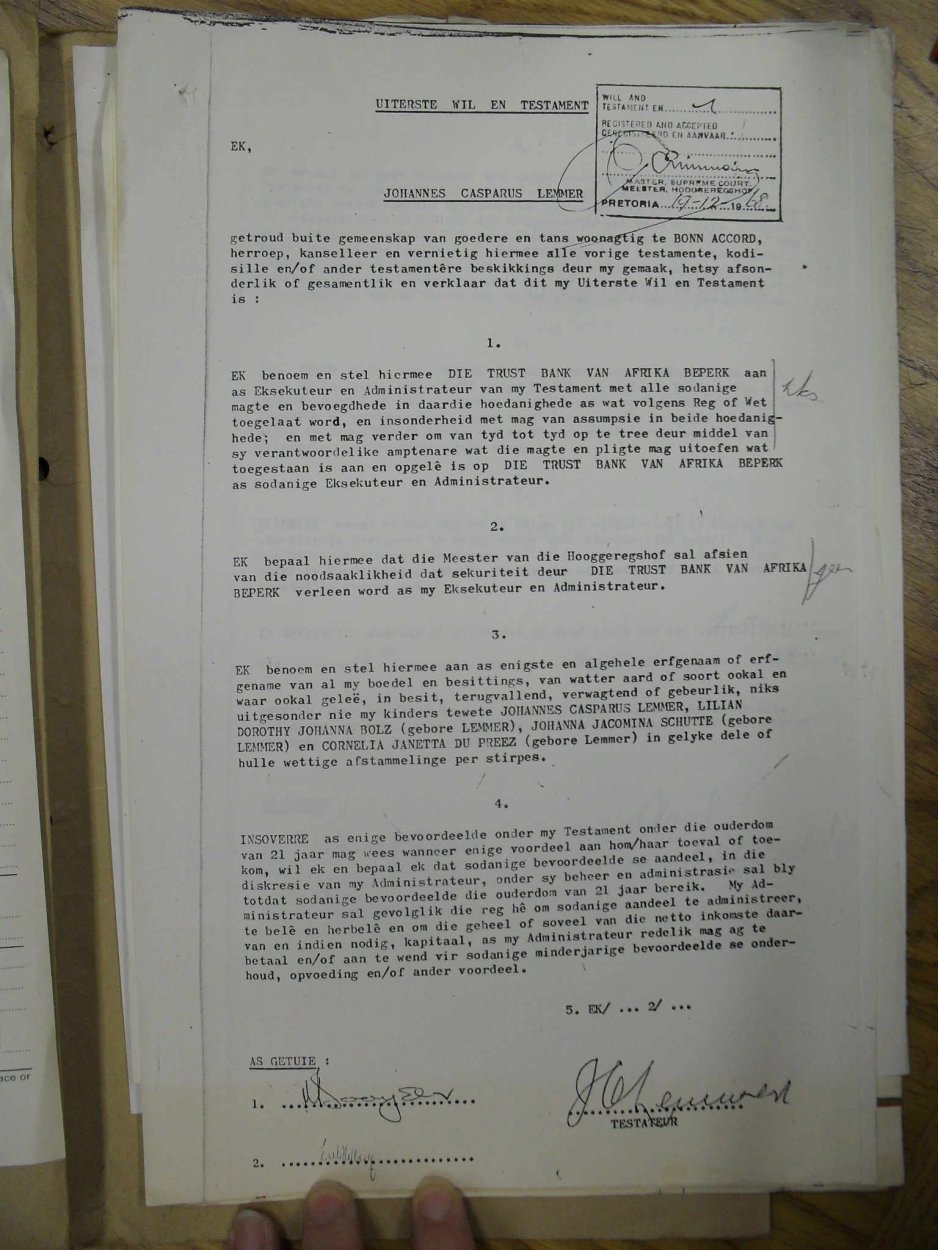 UITERSTE WIL EN TESTAMENT
WILL AND
TESTAMENT EN
REGISTERED AND ACCEPTED
GEREGISTREERD EN AANVAAR
MASTER, SUPREME COURT.
MEESTER, HOOGGEREGSHOF
PRETORIA 19-12-1968
EK,
JOHANNES CASPARUS LEMMER
getroud buite gemeenskap van goedere en tans woonagtig te BONN ACCORD,
herroep, kanselleer en vernietig hiermee alle vorige testamente, kodi-
sille en/of ander testamentêre beskikkings deur my gemaak, hetsy afson-
derlik of gesamentlik en verklaar dat dit my Uiterste Wil en Testament
is :
1.
EK benoem en stel hiermee DIE TRUST BANK VAN AFRIKA BEPERK aan
as Eksekuteur en Administrateur van my Testament met alle sodanige
magte en bevoegdhede in daardie hoedanighede as wat volgens Reg of Wet
toegelaat word, en insonderheid met mag van assumpsie in beide hoedanig-
hede; en met mag verder om van tyd tot tyd op te tree deur middel van
sy verantwoordelike amptenare wat die magte en pligte mag uitoefen wat
toegestaan is aan en opgelê is op DIE TRUST BANK VAN AFRIKA BEPERK
as sodanige Eksekuteur en Administrateur.
2.
EK bepaal hiermee dat die Meester van die Hooggeregshof sal afsien
van die noodsaaklikheid dat sekuriteit deur DIE TRUST BANK VAN AFRIKA
BEPERK verleen word as my Eksekuteur en Administrateur.
3.
EK benoem en stel hiermee aan as enigste en algehele erfgenaam of erf-
gename van al my boedel en besittings, van watter aard of soort ookal en
waar ookal geleë, in besit, terugvallend, verwagtend of gebeurlik, niks
uitgesonder nie my kinders tewete JOHANNES CASPARUS LEMMER, LILIAN
DOROTHY JOHANNA BOLZ (gebore LEMMER), JOHANNA JACOMINA SCHUTTE (gebore
LEMMER) en CORNELIA JANETTA DU PREEZ (gebore Lemmer) in gelyke dele of
hulle wettige afstammelinge per stirpes.
4.
INSOVERRE as enige bevoordeelde onder my Testament onder die ouderdom
van 21 jaar mag wees wanneer enige voordeel aan hom/haar toeval of toe-
kom, wil ek en bepaal ek dat sodanige bevoordeelde se aandeel, in die
diskresie van my Administrateur, onder sy beheer en administrasie sal bly
totdat sodanige bevoordeelde die ouderdom van 21 jaar bereik. My Ad-
ministrateur sal gevolglik die reg hê om sodanige aandeel te administreer,
te belê en herbelê en om die geheel of soveel van die netto inkomste daar-
van en indien nodig, kapitaal, as my Administrateur redelik mag ag te
betaal en/of aan te wend vir sodanige minderjarige bevoordeelde se onder-
houd, opvoeding en/of ander voordeel.
5. EK/ ... 2/ ...
AS GETUIE :
1.
JC Lemmer
TESTATEUR
2.